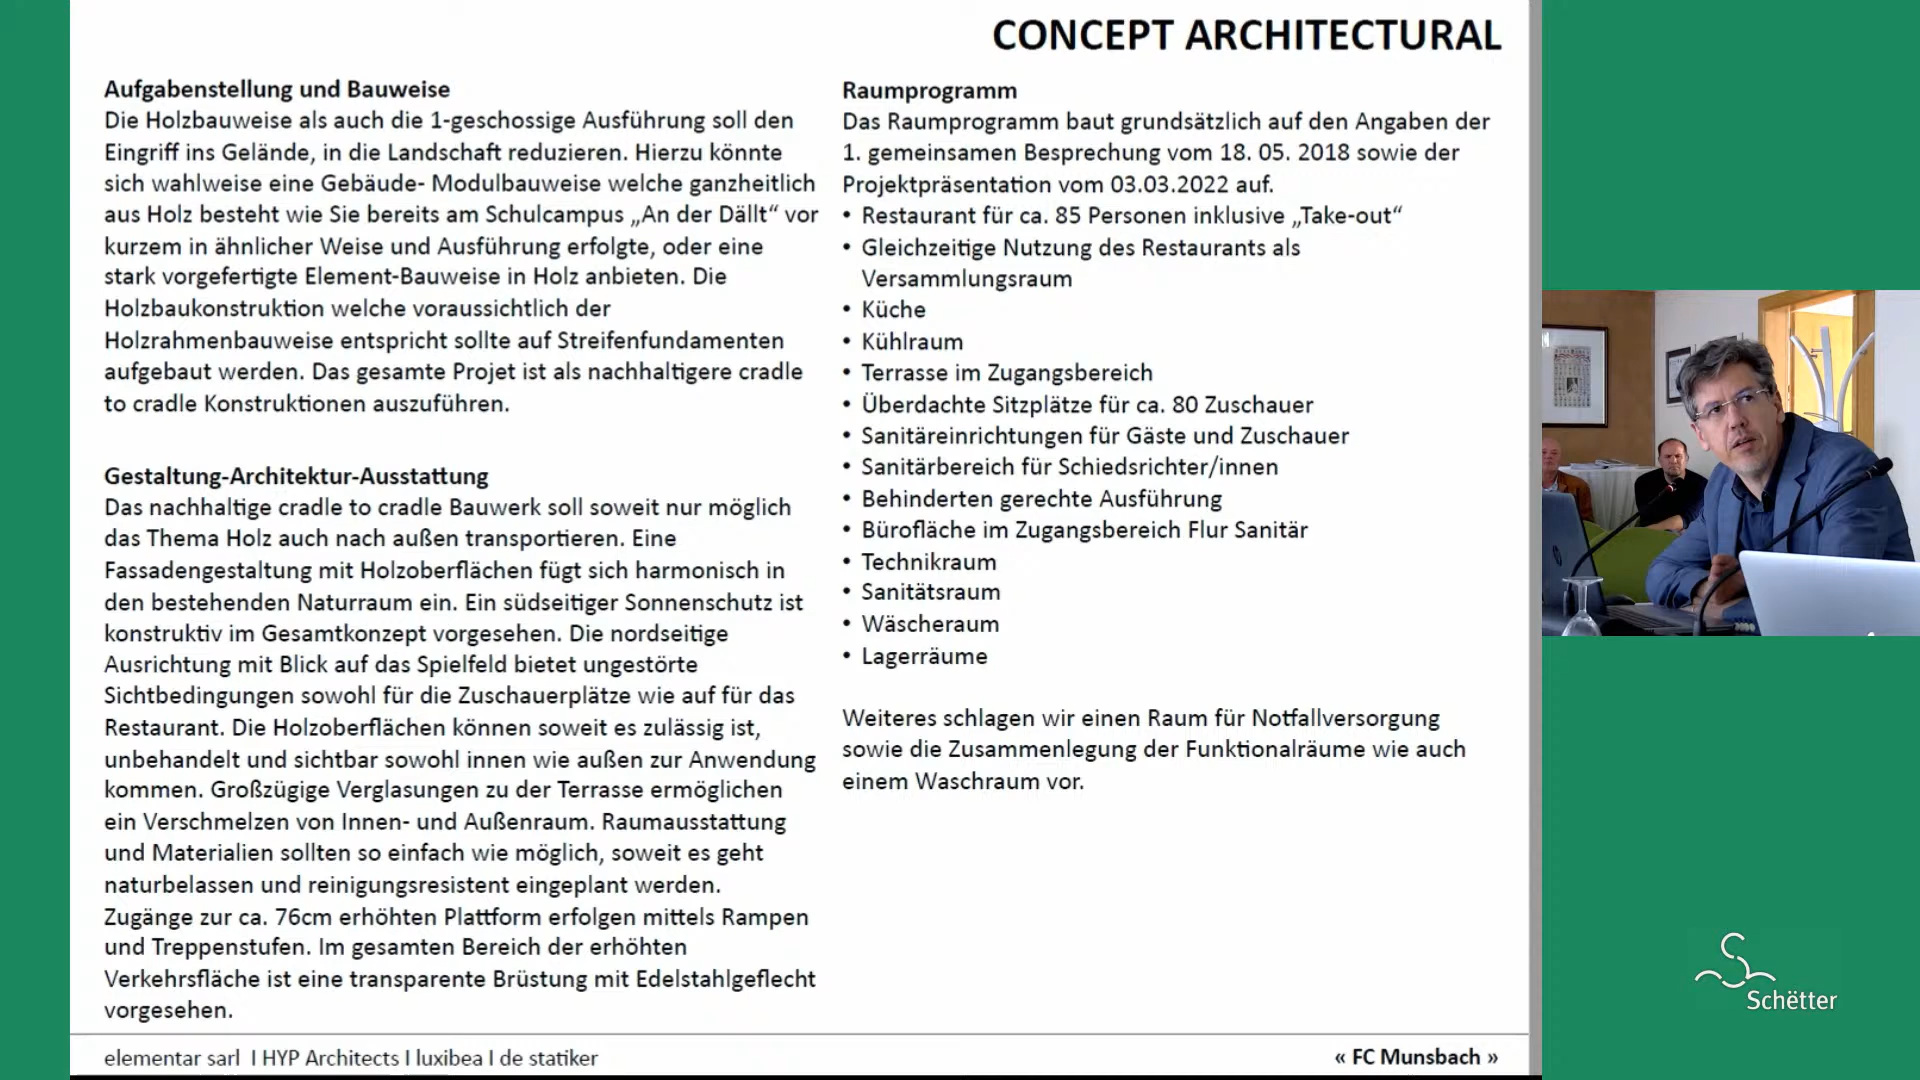 CONCEPT ARCHITECTURAL
Aufgabenstellung und Bauweise
Die Holzbauweise als auch die 1-geschossige Ausführung soll den
Eingriff ins Gelände, in die Landschaft reduzieren. Hierzu könnte
sich wahlweise eine Gebäude- Modulbauweise welche ganzheitlich
aus Holz besteht wie Sie bereits am Schulcampus „An der Dällt“ vor
kurzem in ähnlicher Weise und Ausführung erfolgte, oder eine
stark vorgefertigte Element-Bauweise in Holz anbieten. Die
Holzbaukonstruktion welche voraussichtlich der
Holzrahmenbauweise entspricht sollte auf Streifenfundamenten
aufgebaut werden. Das gesamte Projet ist als nachhaltigere cradle
to cradle Konstruktionen auszuführen.
Gestaltung-Architektur-Ausstattung
Das nachhaltige cradle to cradle Bauwerk soll soweit nur möglich
das Thema Holz auch nach außen transportieren. Eine
Fassadengestaltung mit Holzoberflächen fügt sich harmonisch in
den bestehenden Naturraum ein. Ein südseitiger Sonnenschutz ist
konstruktiv im Gesamtkonzept vorgesehen. Die nordseitige
Ausrichtung mit Blick auf das Spielfeld bietet ungestörte
Sichtbedingungen sowohl für die Zuschauerplätze wie auf für das
Restaurant. Die Holzoberflächen können soweit es zulässig ist,
unbehandelt und sichtbar sowohl innen wie außen zur Anwendung
kommen. Großzügige Verglasungen zu der Terrasse ermöglichen
ein Verschmelzen von Innen- und Außenraum. Raumausstattung
und Materialien sollten so einfach wie möglich, soweit es geht
naturbelassen und reinigungsresistent eingeplant werden.
Zugänge zur ca. 76cm erhöhten Plattform erfolgen mittels Rampen
und Treppenstufen. Im gesamten Bereich der erhöhten
Verkehrsfläche ist eine transparente Brüstung mit Edelstahlgeflecht
vorgesehen.
Raumprogramm
Das Raumprogramm baut grundsätzlich auf den Angaben der
1. gemeinsamen Besprechung vom 18. 05. 2018 sowie der
Projektpräsentation vom 03.03.2022 auf.
• Restaurant für ca. 85 Personen inklusive „Take-out“
• Gleichzeitige Nutzung des Restaurants als
Versammlungsraum
• Küche
• Kühlraum
• Terrasse im Zugangsbereich
• Überdachte Sitzplätze für ca. 80 Zuschauer
• Sanitäreinrichtungen für Gäste und Zuschauer
• Sanitärbereich für Schiedsrichter/innen
• Behinderten gerechte Ausführung
• Bürofläche im Zugangsbereich Flur Sanitär
• Technikraum
• Sanitätsraum
• Wäscheraum
• Lagerräume
Weiteres schlagen wir einen Raum für Notfallversorgung
sowie die Zusammenlegung der Funktionalräume wie auch
einem Waschraum vor.
elementar sarl I HYP Architects I luxibea I de statiker
« FC Munsbach »
Schëtter